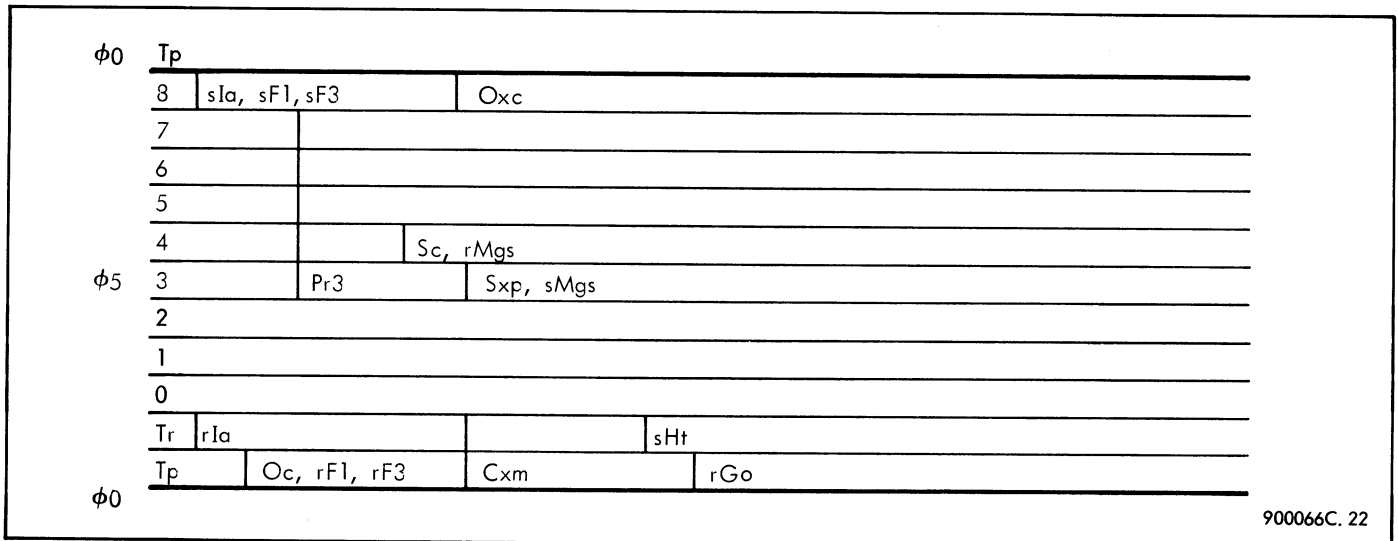 ϕ0 Tp
8 sIa, sF1, sF3 Oxc
7
6
5
4 Sc, rMgs
ϕ5 3 Pr3 Sxp, sMgs
2
1
0
Tr rIa sHt
Tp Oc, rF1, rF3 Cxm rGo
ϕ0
900066C. 22